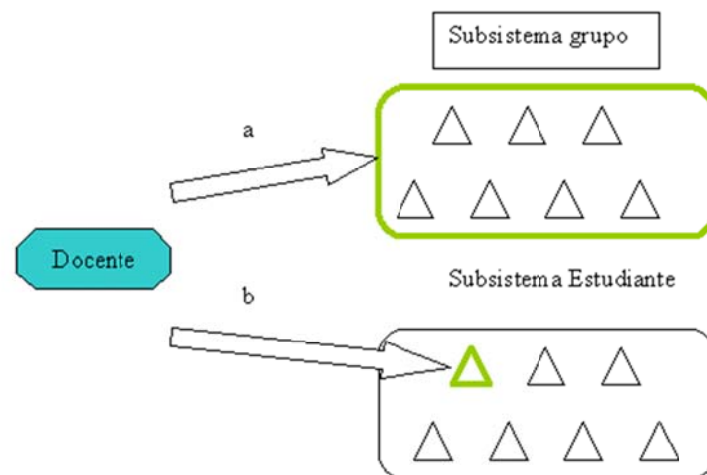 Subsistema grupo
a
Docente
b
Subsistema Estudiante